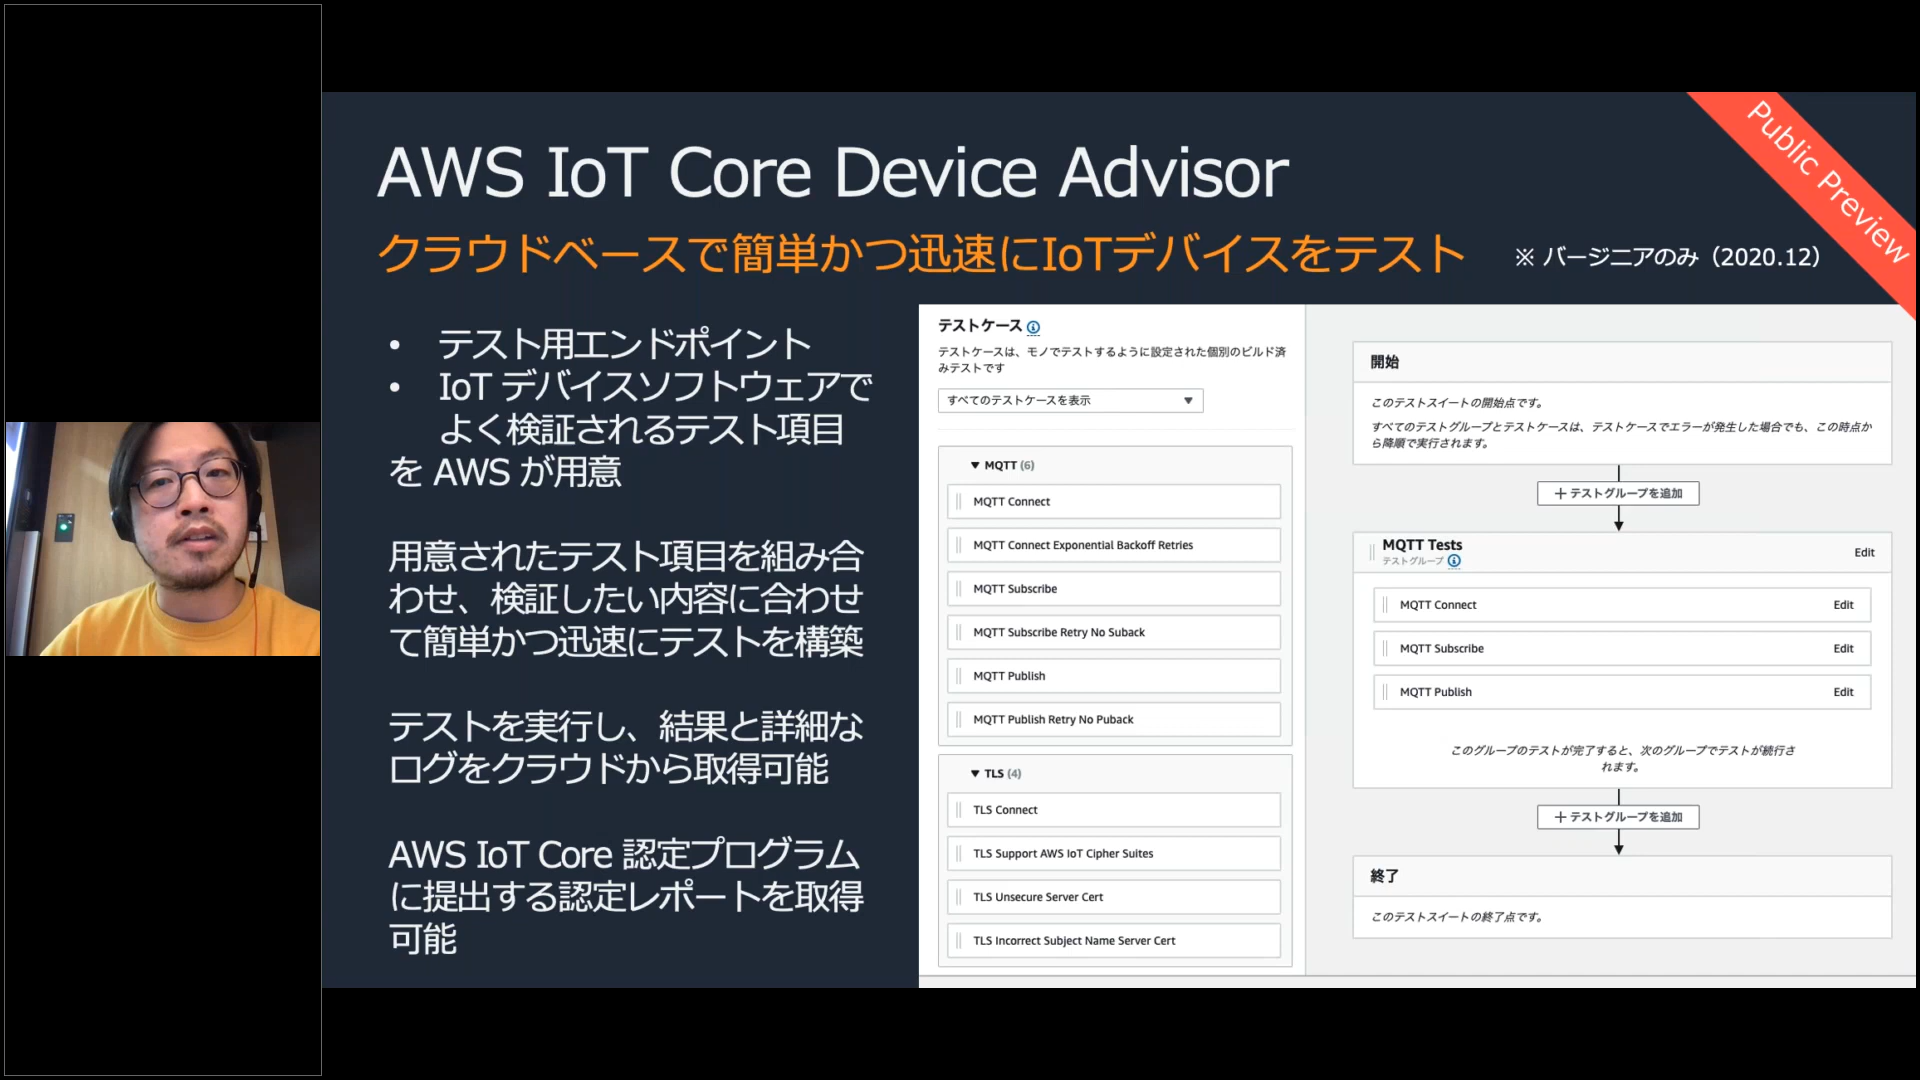 AWS IoT Core Device Advisor
Public Preview
クラウドベースで簡単かつ迅速にIoTデバイスをテスト
※ バージニアのみ（2020.12）
• テスト用エンドポイント
• IoT デバイスソフトウェアで
よく検証されるテスト項目
を AWS が用意
用意されたテスト項目を組み合
わせ、検証したい内容に合わせ
て簡単かつ迅速にテストを構築
テストを実行し、結果と詳細な
ログをクラウドから取得可能
AWS IoT Core 認定プログラム
に提出する認定レポートを取得
可能
テストケース
テストケースは、モノでテストするように設定された個別のビルド済
みテストです
すべてのテストケースを表示 ▼
▼ MQTT (6)
MQTT Connect
MQTT Connect Exponential Backoff Retries
MQTT Subscribe
MQTT Subscribe Retry No Suback
MQTT Publish
MQTT Publish Retry No Puback
▼ TLS (4)
TLS Connect
TLS Support AWS IoT Cipher Suites
TLS Unsecure Server Cert
TLS Incorrect Subject Name Server Cert
開始
このテストスイートの開始点です。
すべてのテストグループとテストケースは、テストケースでエラーが発生した場合でも、この時点か
ら降順で実行されます。
＋テストグループを追加
MQTT Tests
テストグループ
Edit
MQTT Connect Edit
MQTT Subscribe Edit
MQTT Publish Edit
このグループのテストが完了すると、次のグループでテストが続行さ
れます。
＋テストグループを追加
終了
このテストスイートの終了点です。